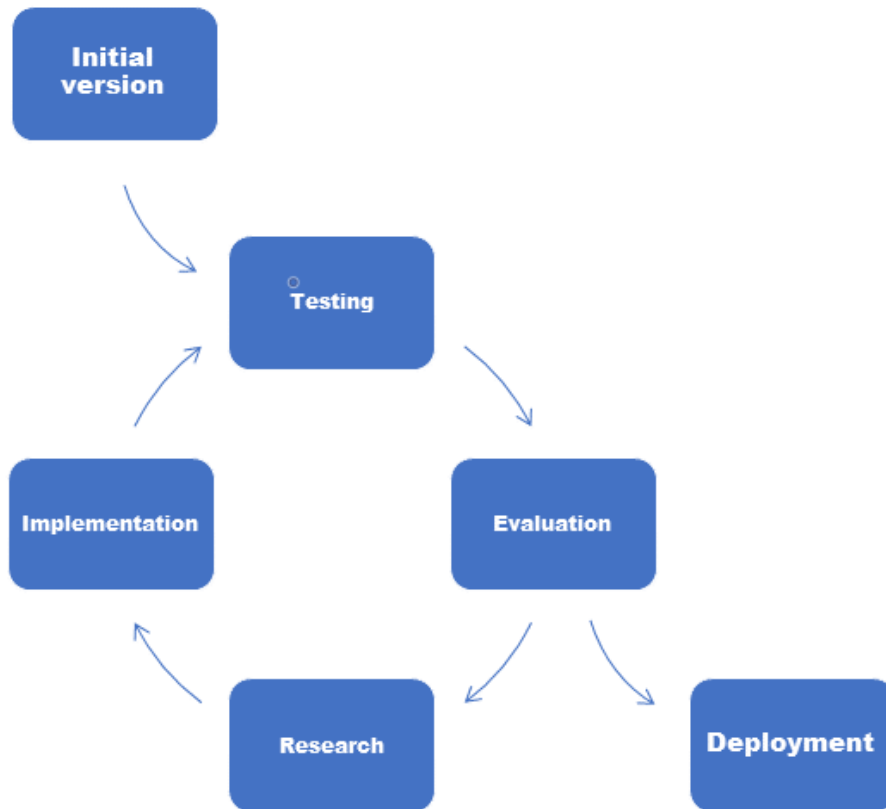 Initial
version
Testing
Implementation
Evaluation
Research
Deployment